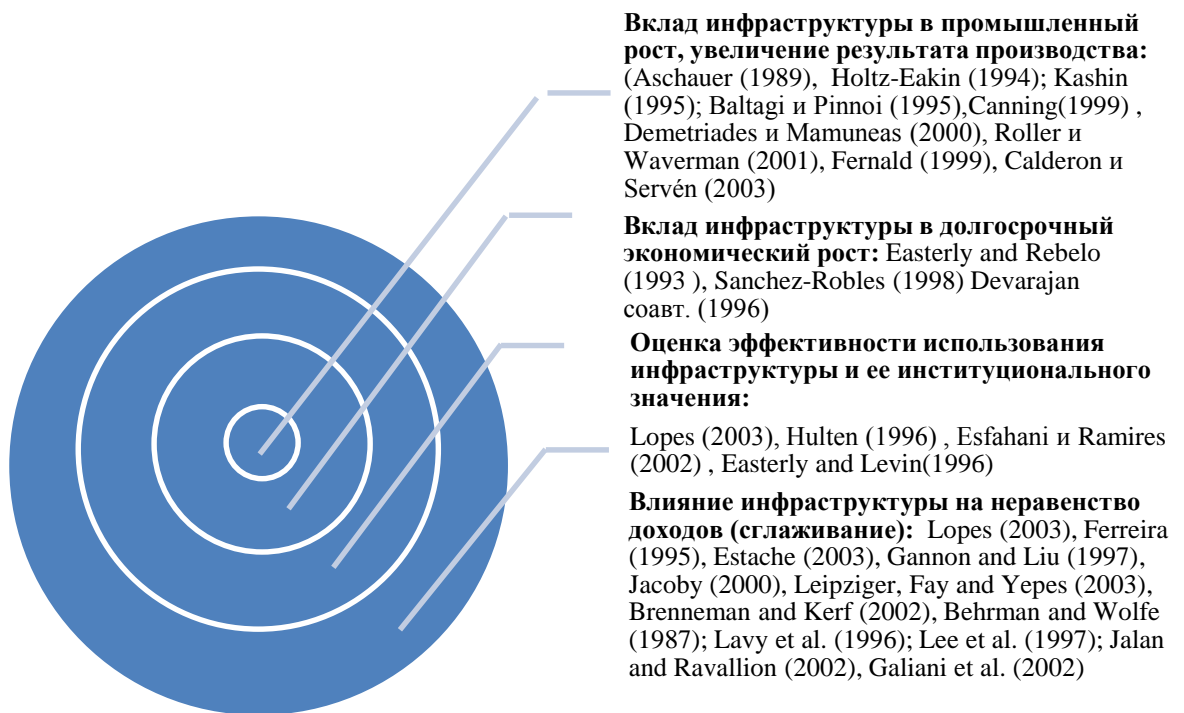 Вклад инфраструктуры в промышленный
рост, увеличение результата производства:
(Aschauer (1989), Holtz-Eakin (1994); Kashin
(1995); Baltagi и Pinnoi (1995),Canning(1999) ,
Demetriades и Mamuneas (2000), Roller и
Waverman (2001), Fernald (1999), Calderon и
Servén (2003)
Вклад инфраструктуры в долгосрочный
экономический рост: Easterly and Rebelo
(1993 ), Sanchez-Robles (1998) Devarajan
соавт. (1996)
Оценка эффективности использования
инфраструктуры и ее институционального
значения:
Lopes (2003), Hulten (1996) , Esfahani и Ramires
(2002) , Easterly and Levin(1996)
Влияние инфраструктуры на неравенство
доходов (сглаживание): Lopes (2003), Ferreira
(1995), Estache (2003), Gannon and Liu (1997),
Jacoby (2000), Leipziger, Fay and Yepes (2003),
Brenneman and Kerf (2002), Behrman and Wolfe
(1987); Lavy et al. (1996); Lee et al. (1997); Jalan
and Ravallion (2002), Galiani et al. (2002)